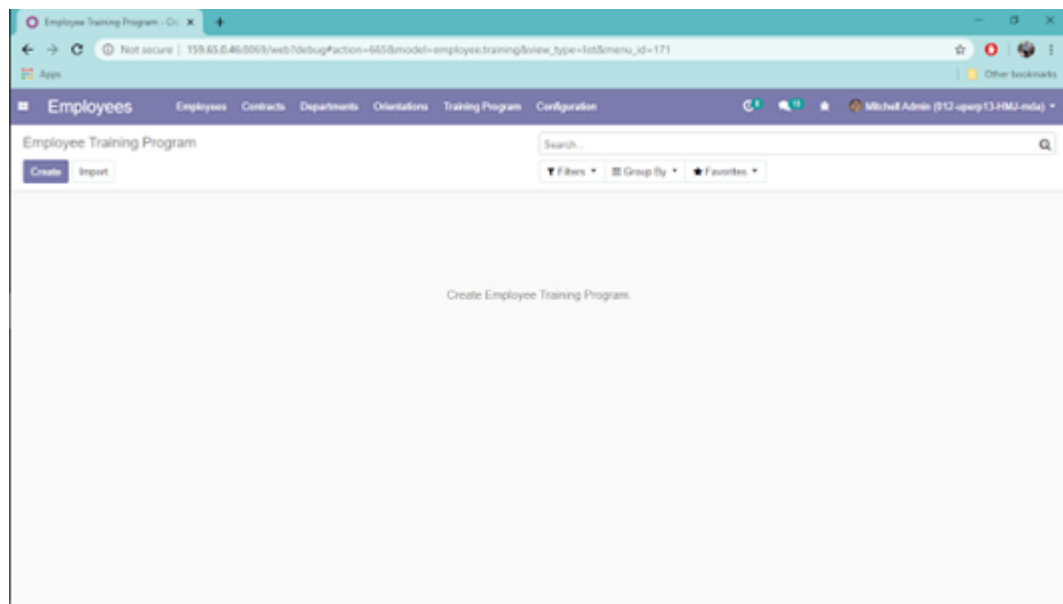 Employee Training Program - Od
Not secure | 159.65.0.46:8069/web?debug#action=665&model=employee.training&view_type=list&menu_id=171
Apps
Other bookmarks
Employees Employees Contracts Departments Orientations Training Program Configuration Mitchell Admin
Employee Training Program
Search...
Create Import
Filters Group By Favorites
Create Employee Training Program.